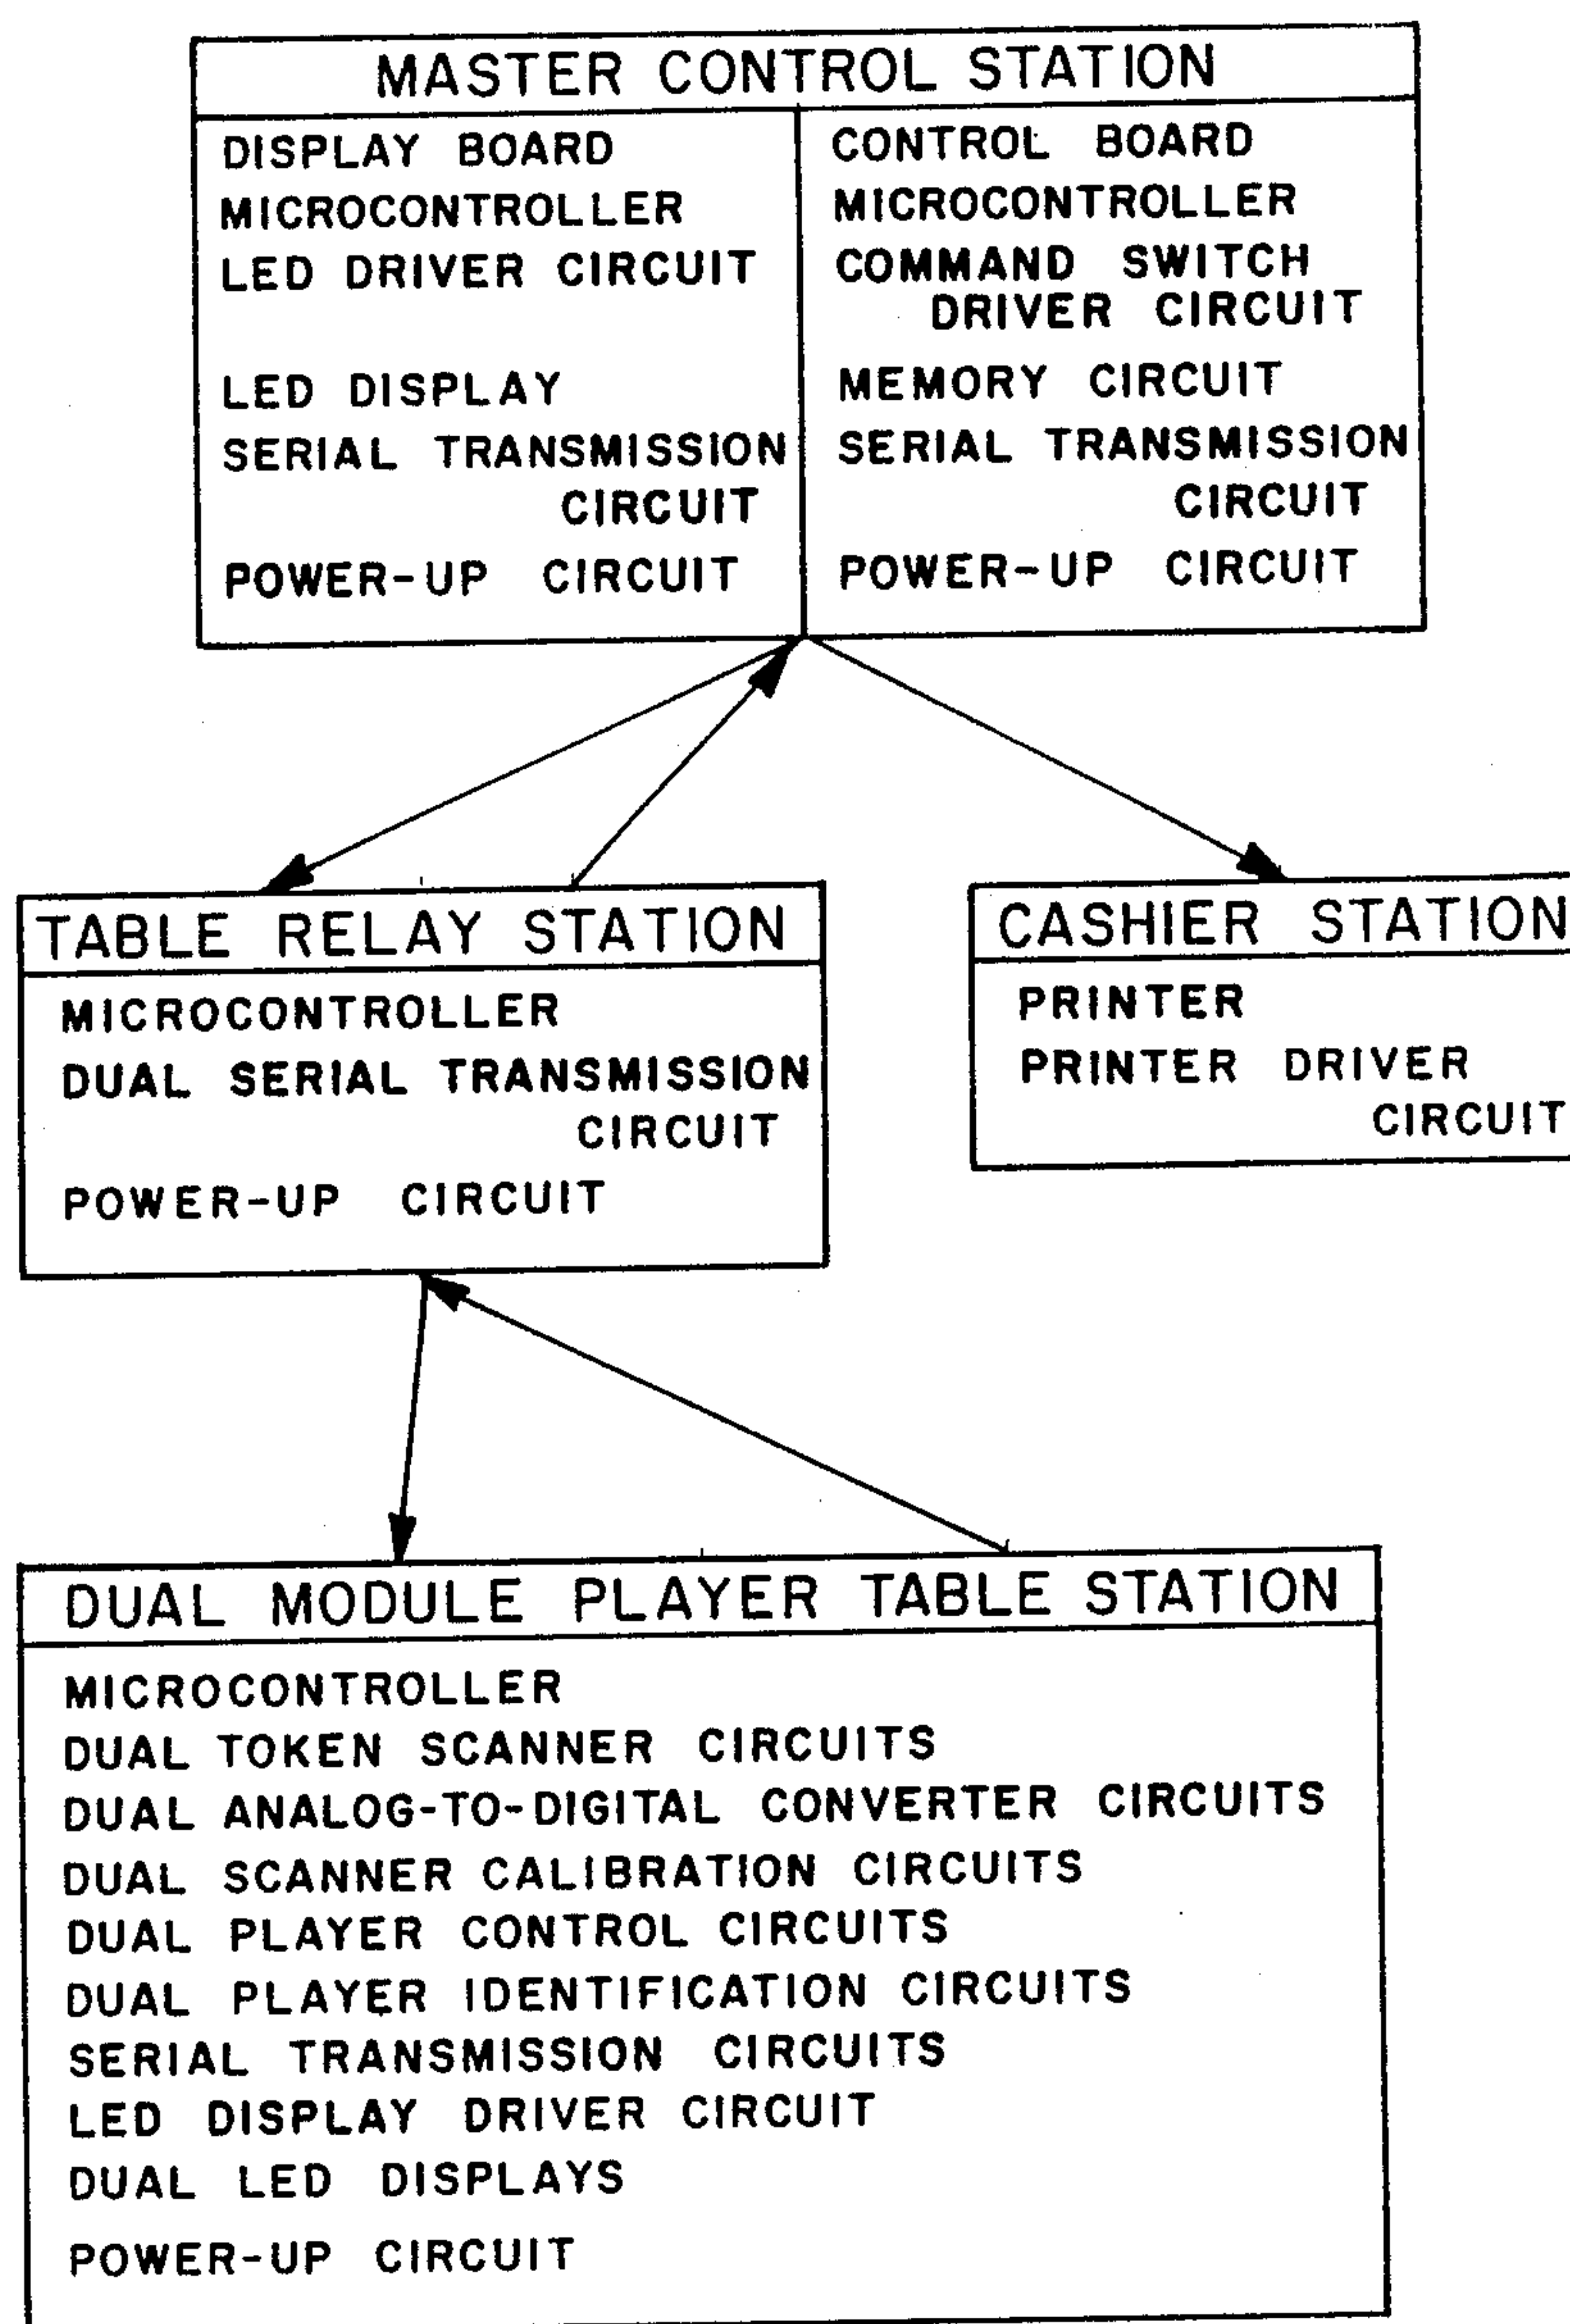 MASTER CONTROL STATION
DISPLAY BOARD
MICROCONTROLLER
LED DRIVER CIRCUIT
LED DISPLAY
SERIAL TRANSMISSION
CIRCUIT
POWER-UP CIRCUIT
CONTROL BOARD
MICROCONTROLLER
COMMAND SWITCH
DRIVER CIRCUIT
MEMORY CIRCUIT
SERIAL TRANSMISSION
CIRCUIT
POWER-UP CIRCUIT
TABLE RELAY STATION
MICROCONTROLLER
DUAL SERIAL TRANSMISSION
CIRCUIT
POWER-UP CIRCUIT
CASHIER STATION
PRINTER
PRINTER DRIVER
CIRCUIT
DUAL MODULE PLAYER TABLE STATION
MICROCONTROLLER
DUAL TOKEN SCANNER CIRCUITS
DUAL ANALOG-TO-DIGITAL CONVERTER CIRCUITS
DUAL SCANNER CALIBRATION CIRCUITS
DUAL PLAYER CONTROL CIRCUITS
DUAL PLAYER IDENTIFICATION CIRCUITS
SERIAL TRANSMISSION CIRCUITS
LED DISPLAY DRIVER CIRCUIT
DUAL LED DISPLAYS
POWER-UP CIRCUIT